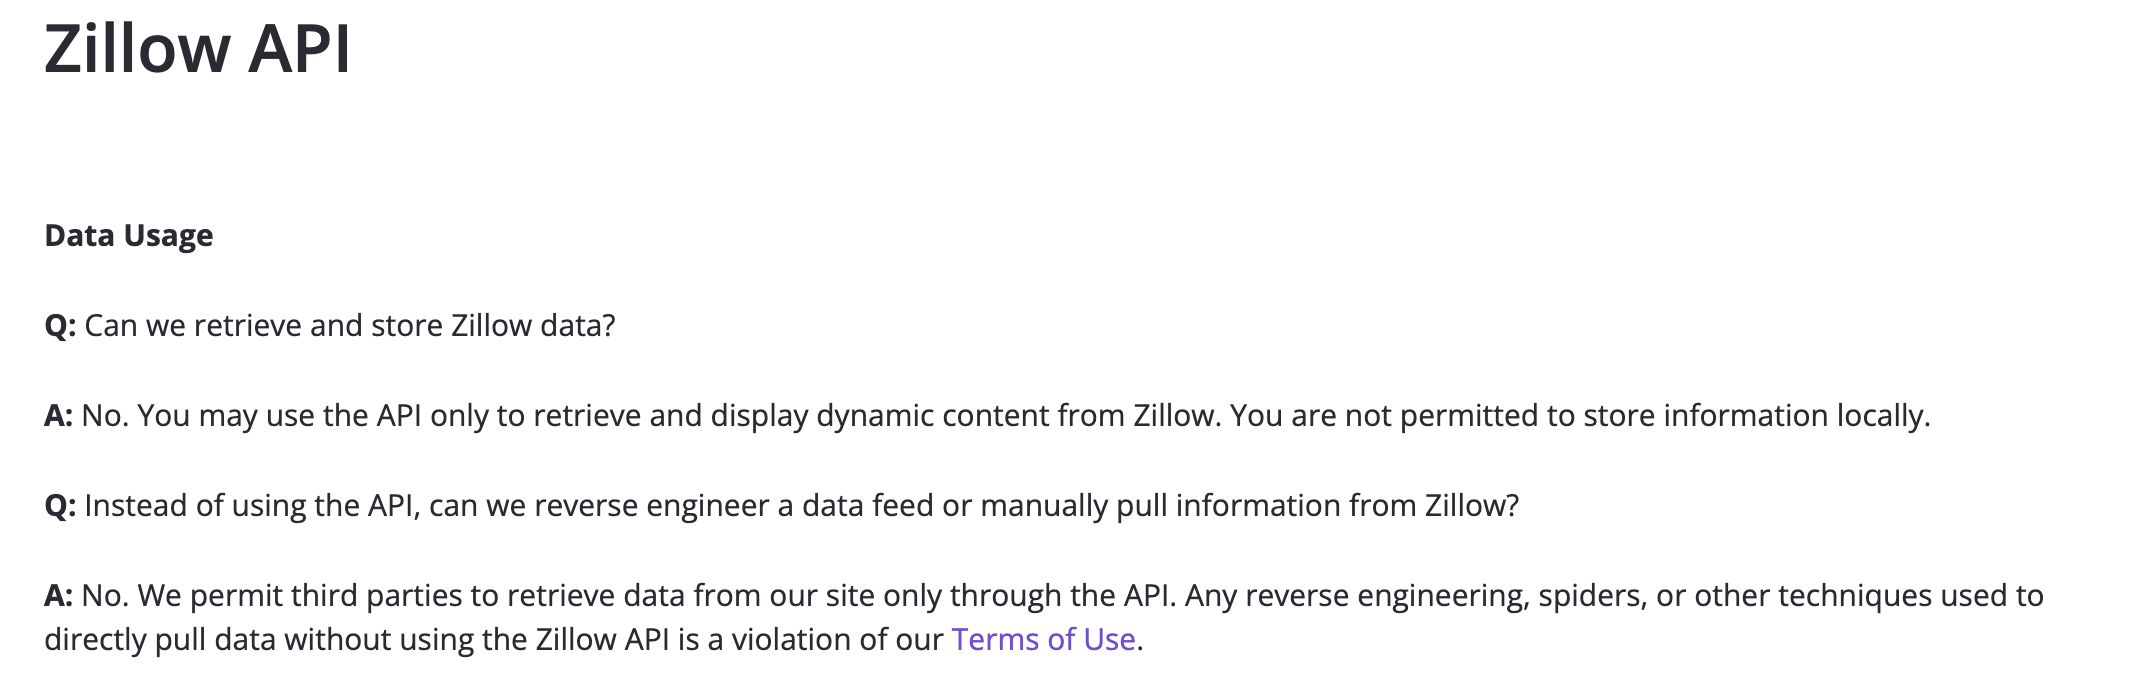 Zillow API
Data Usage
Q: Can we retrieve and store Zillow data?
A: No. You may use the API only to retrieve and display dynamic content from Zillow. You are not permitted to store information locally.
Q: Instead of using the API, can we reverse engineer a data feed or manually pull information from Zillow?
A: No. We permit third parties to retrieve data from our site only through the API. Any reverse engineering, spiders, or other techniques used to
directly pull data without using the Zillow API is a violation of our Terms of Use.